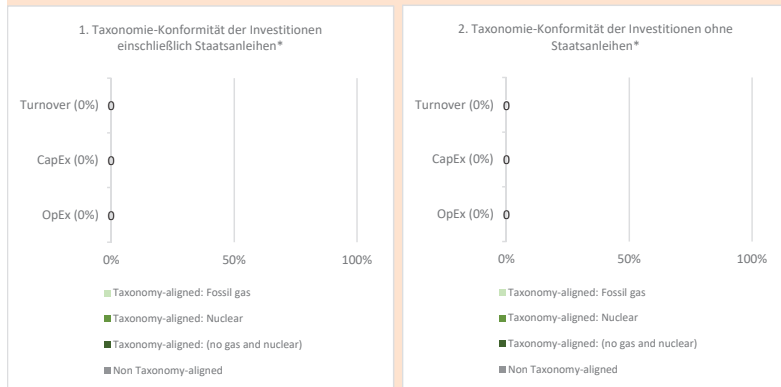 1. Taxonomie-Konformität der Investitionen
einschließlich Staatsanleihen*
Turnover (0%) 0
CapEx (0%) 0
OpEx (0%) 0
0% 50% 100%
Taxonomy-aligned: Fossil gas
Taxonomy-aligned: Nuclear
Taxonomy-aligned: (no gas and nuclear)
Non Taxonomy-aligned
2. Taxonomie-Konformität der Investitionen ohne
Staatsanleihen*
Turnover (0%) 0
CapEx (0%) 0
OpEx (0%) 0
0% 50% 100%
Taxonomy-aligned: Fossil gas
Taxonomy-aligned: Nuclear
Taxonomy-aligned: (no gas and nuclear)
Non Taxonomy-aligned